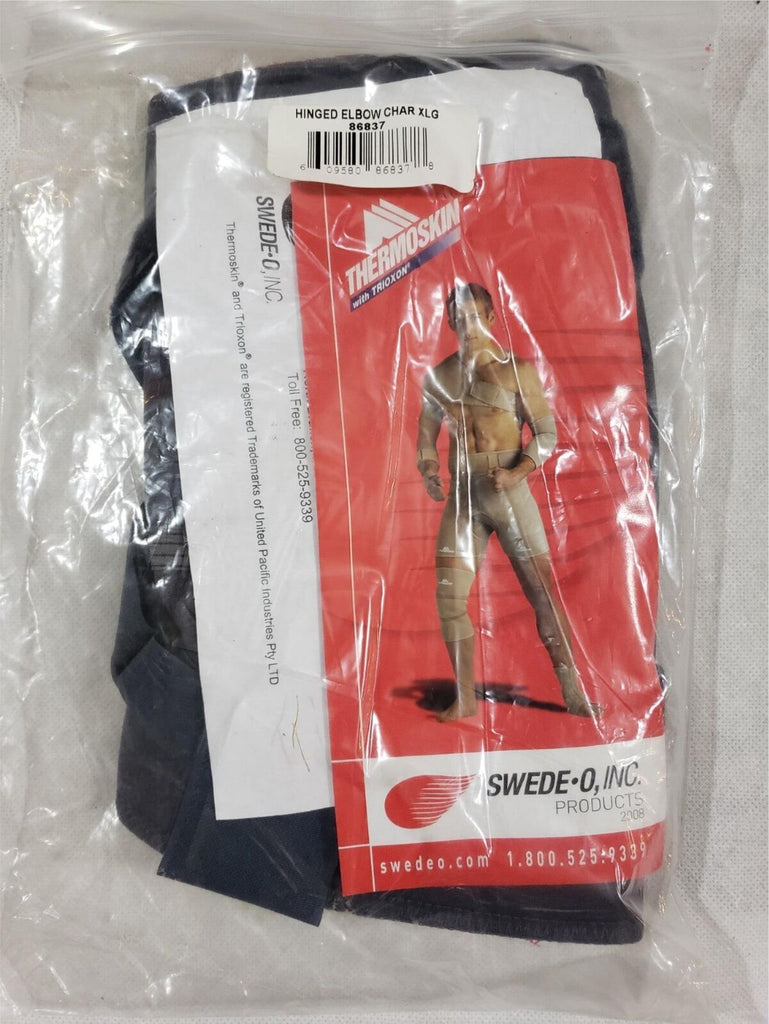 HINGED ELBOW CHAR XLG
86837
6 09580 86837 8
THERMOSKIN
with TRIOXON®
SWEDE•O, INC.
Toll Free: 800-525-9339
Thermoskin® and Trioxon® are registered Trademarks of United Pacific Industries Pty LTD
SWEDE•O, INC.
PRODUCTS
2008
swedeo.com 1.800.525.9339